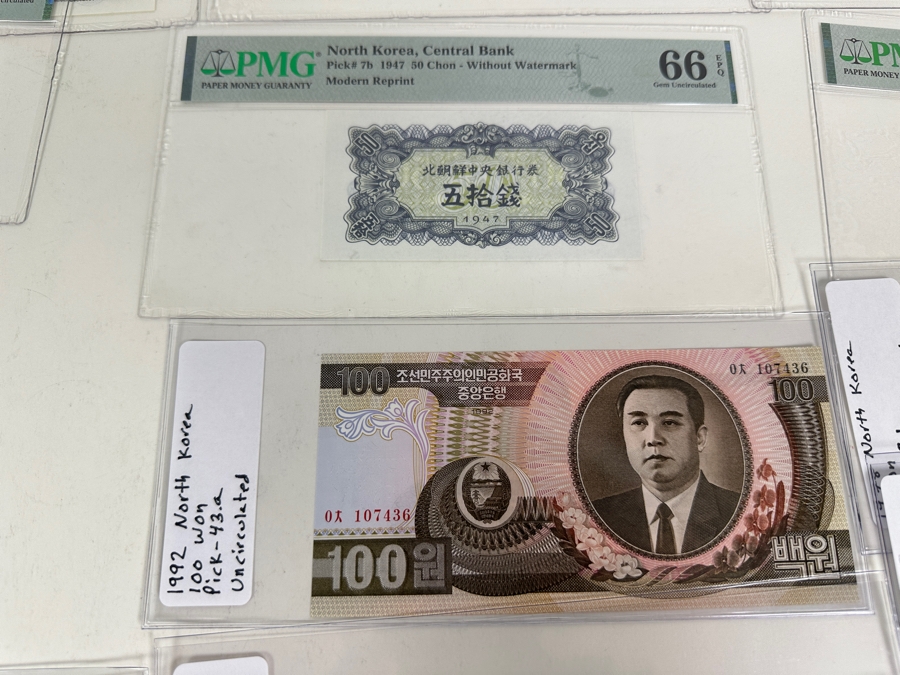 PMG
PAPER MONEY GUARANTY
North Korea, Central Bank
Pick# 7b 1947 50 Chon - Without Watermark
Modern Reprint
66 EPQ
Gem Uncirculated
PM
PAPER MONEY
50
北朝鮮中央銀行券
五拾錢
1947
1992 North Korea
100 Won
Pick-43.a
Uncirculated
100 조선민주주의인민공화국
중앙은행
1992
0ㅈ 107436
100
0ㅈ 107436
100원
백원
North Korea